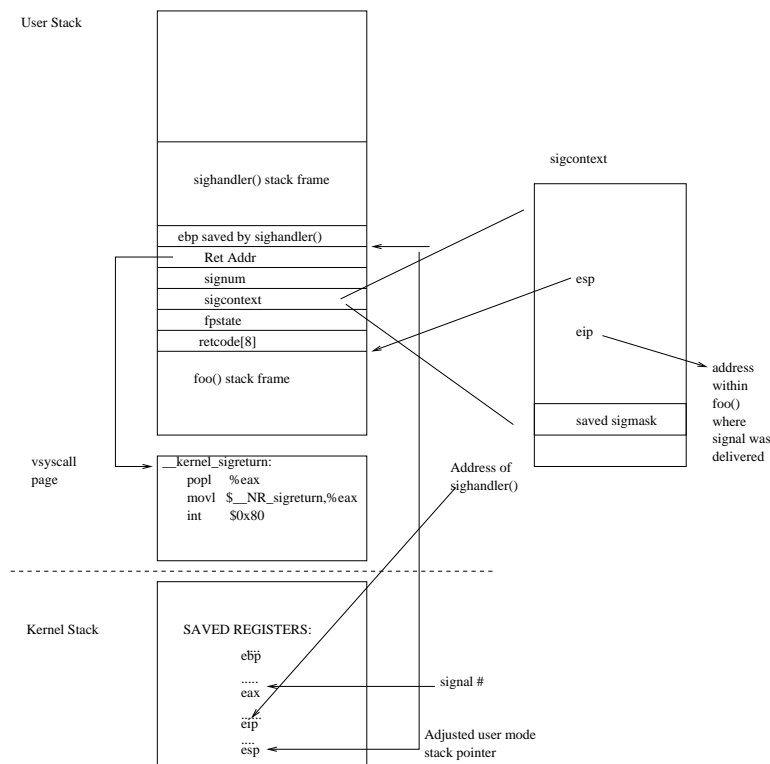 User Stack
sighandler() stack frame
ebp saved by sighandler()
Ret Addr
signum
sigcontext
fpstate
retcode[8]
foo() stack frame
sigcontext
esp
eip
saved sigmask
address
within
foo()
where
signal was
delivered
vsyscall
page
__kernel_sigreturn:
popl %eax
movl $__NR_sigreturn,%eax
int $0x80
Address of
sighandler()
Kernel Stack
SAVED REGISTERS:
....
ebp
.....
eax
......
eip
....
esp
signal #
Adjusted user mode
stack pointer